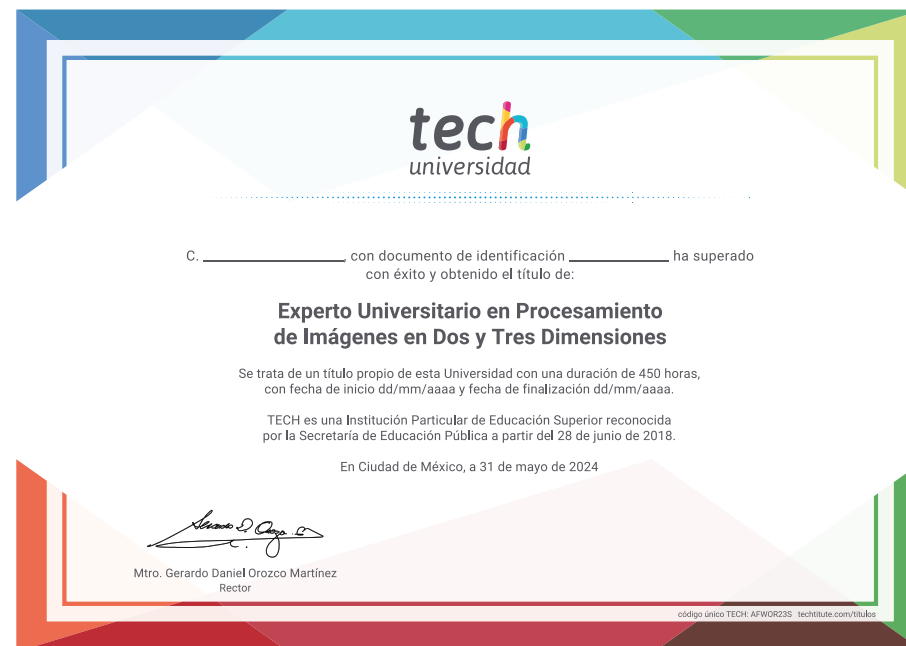 tech
universidad
C. ____________, con documento de identificación ____________ ha superado
con éxito y obtenido el título de:
Experto Universitario en Procesamiento
de Imágenes en Dos y Tres Dimensiones
Se trata de un título propio de esta Universidad con una duración de 450 horas,
con fecha de inicio dd/mm/aaaa y fecha de finalización dd/mm/aaaa.
TECH es una Institución Particular de Educación Superior reconocida
por la Secretaría de Educación Pública a partir del 28 de junio de 2018.
En Ciudad de México, a 31 de mayo de 2024
Mtro. Gerardo Daniel Orozco Martínez
Rector
código único TECH: AFWOR23S techtitute.com/titulos